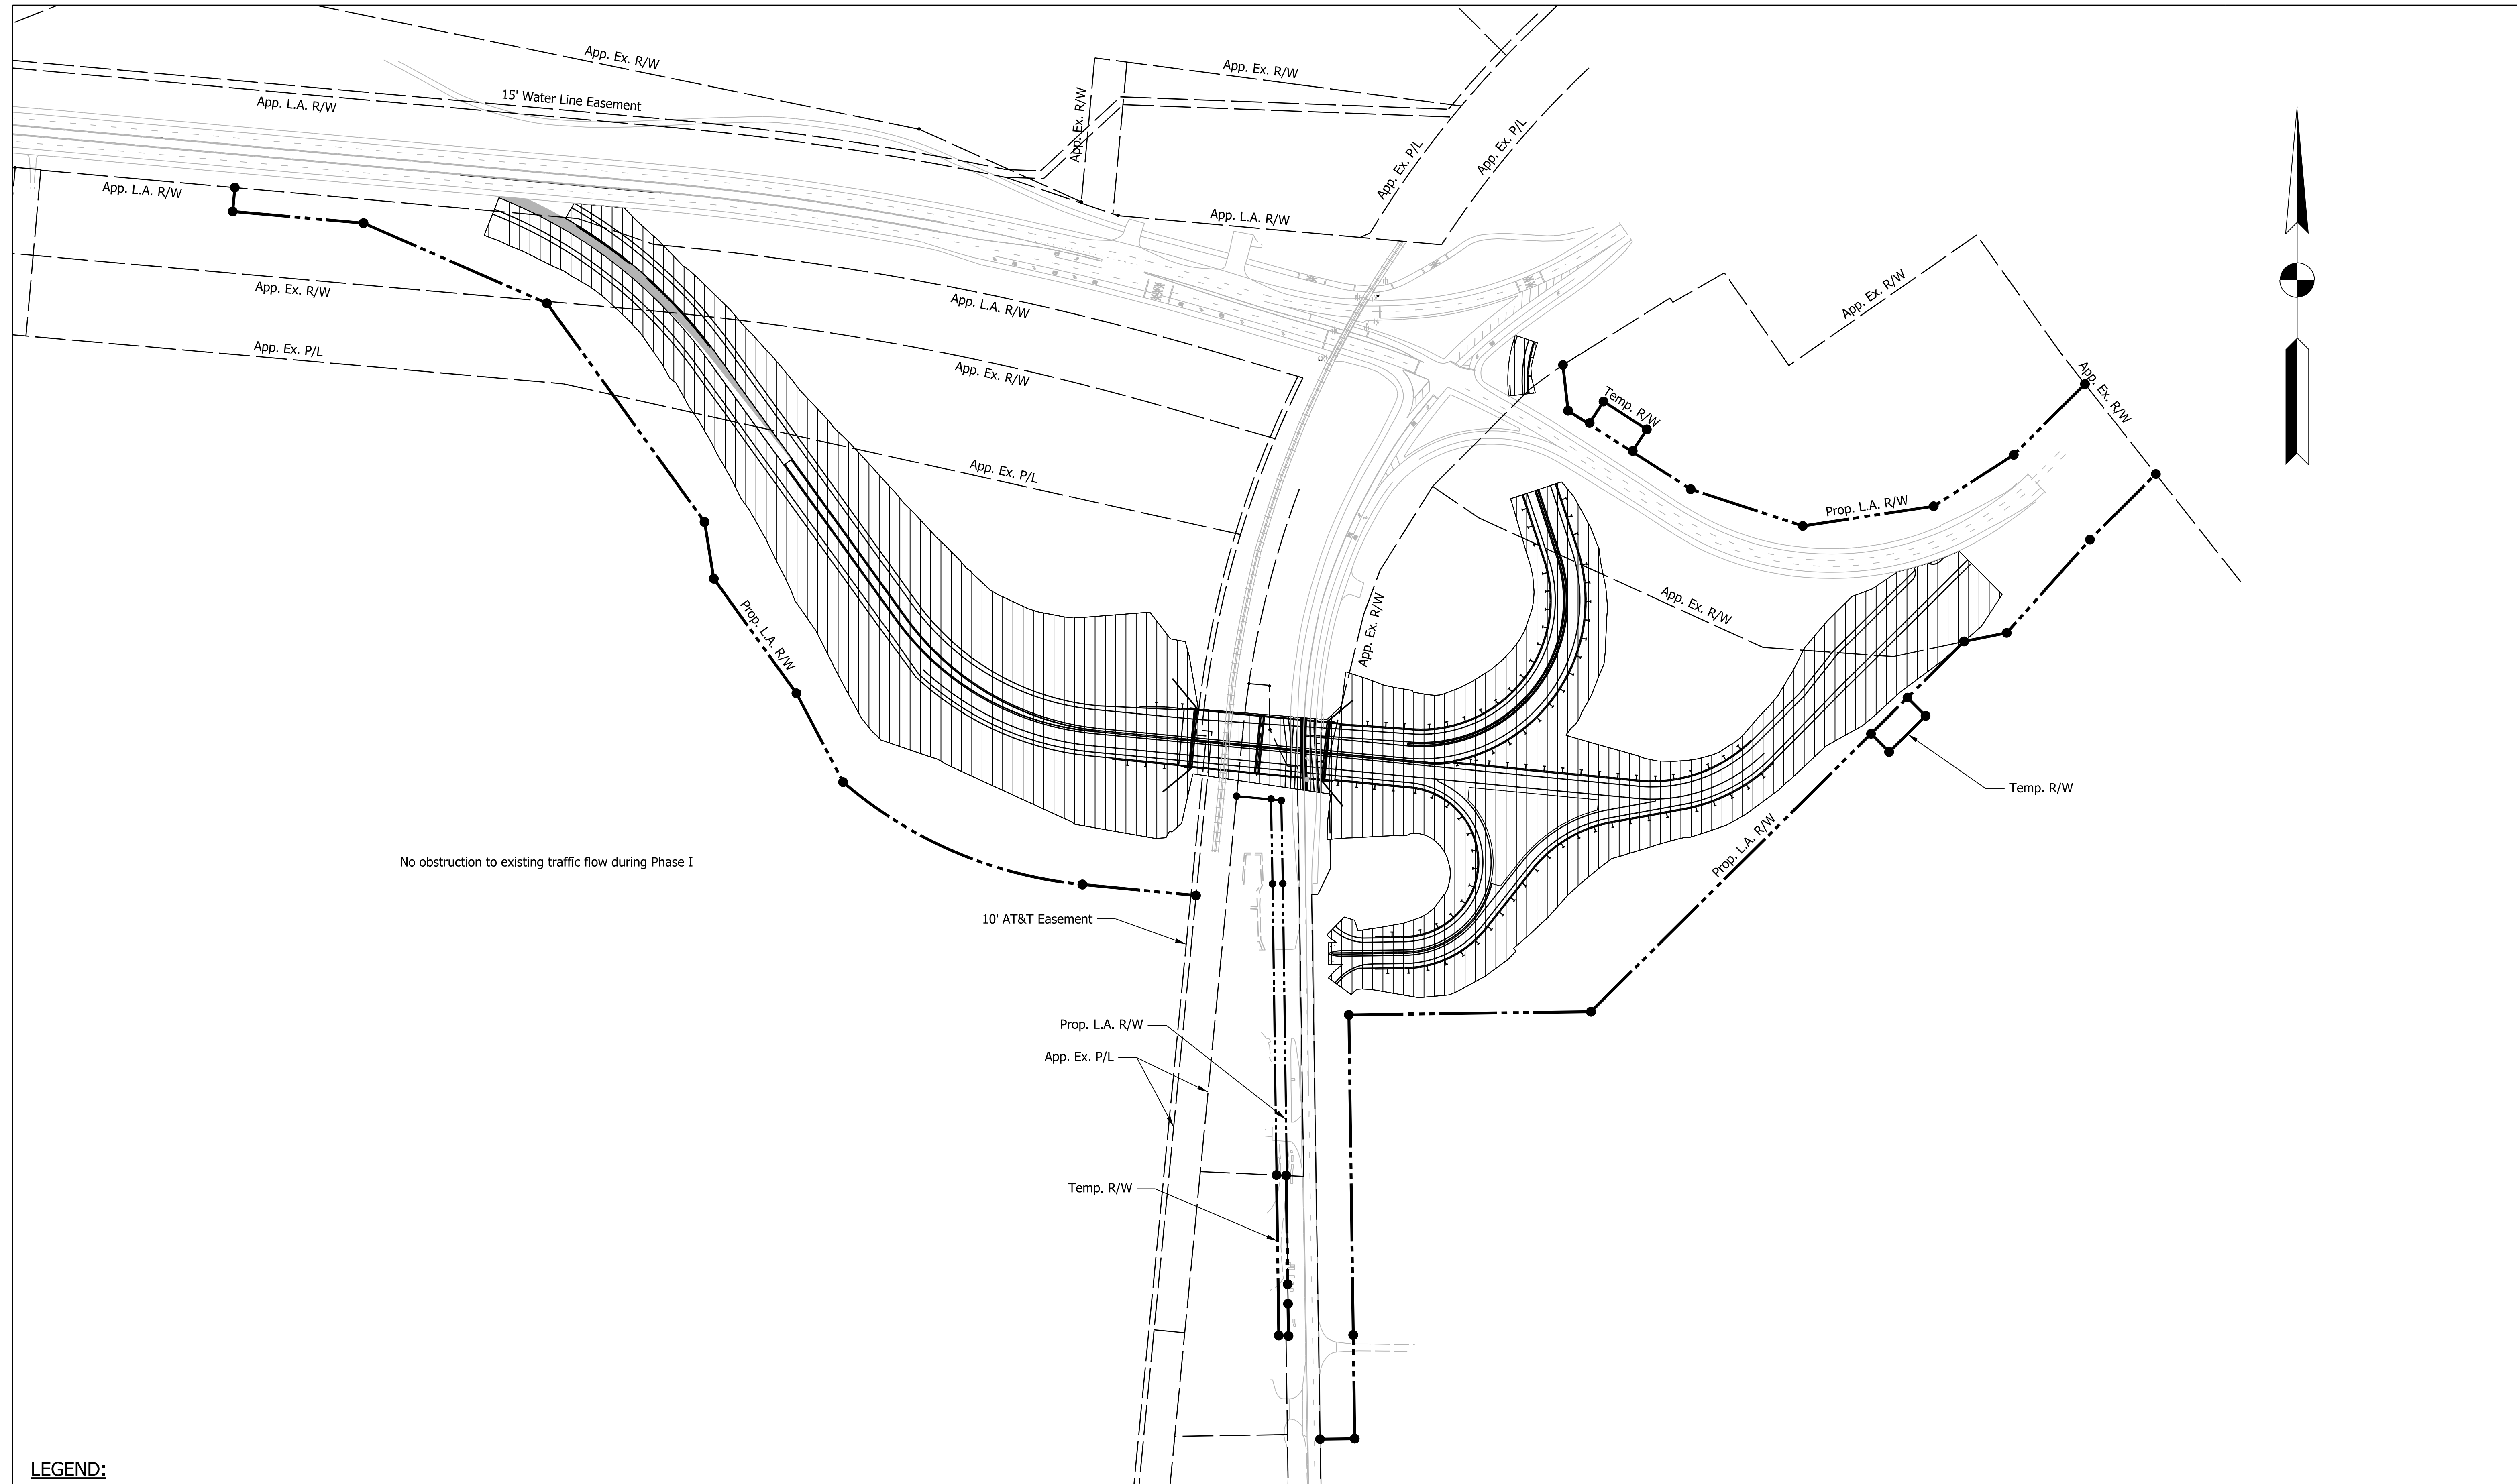 App. Ex. R/W
App. Ex. R/W
15' Water Line Easement
App. L.A. R/W
App. Ex. R/W
App. Ex. P/L
App. Ex. P/L
App. L.A. R/W
App. L.A. R/W
App. Ex. R/W
App. Ex. R/W
App. L.A. R/W
App. Ex. P/L
App. Ex. R/W
App. Ex. R/W
Temp. R/W
App. Ex. P/L
Prop. L.A. R/W
App. Ex. R/W
App. Ex. R/W
Prop. L.A. R/W
Temp. R/W
Prop. L.A. R/W
No obstruction to existing traffic flow during Phase I
10' AT&T Easement
Prop. L.A. R/W
App. Ex. P/L
Temp. R/W
LEGEND: